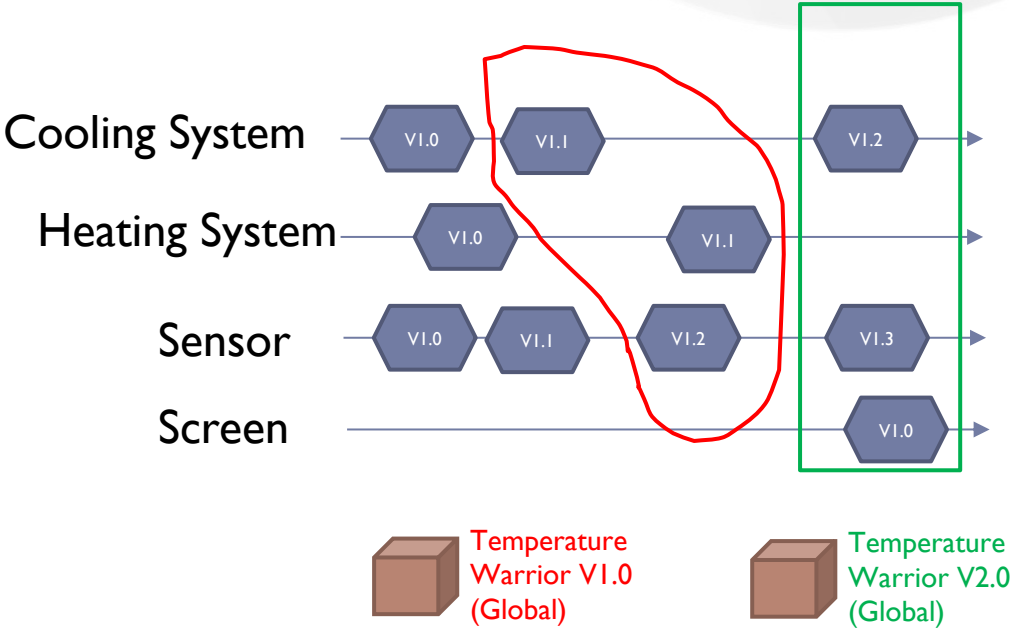 Cooling System
V1.0
V1.1
V1.2
Heating System
V1.0
V1.1
Sensor
V1.0
V1.1
V1.2
V1.3
Screen
V1.0
Temperature
Warrior V1.0
(Global)
Temperature
Warrior V2.0
(Global)